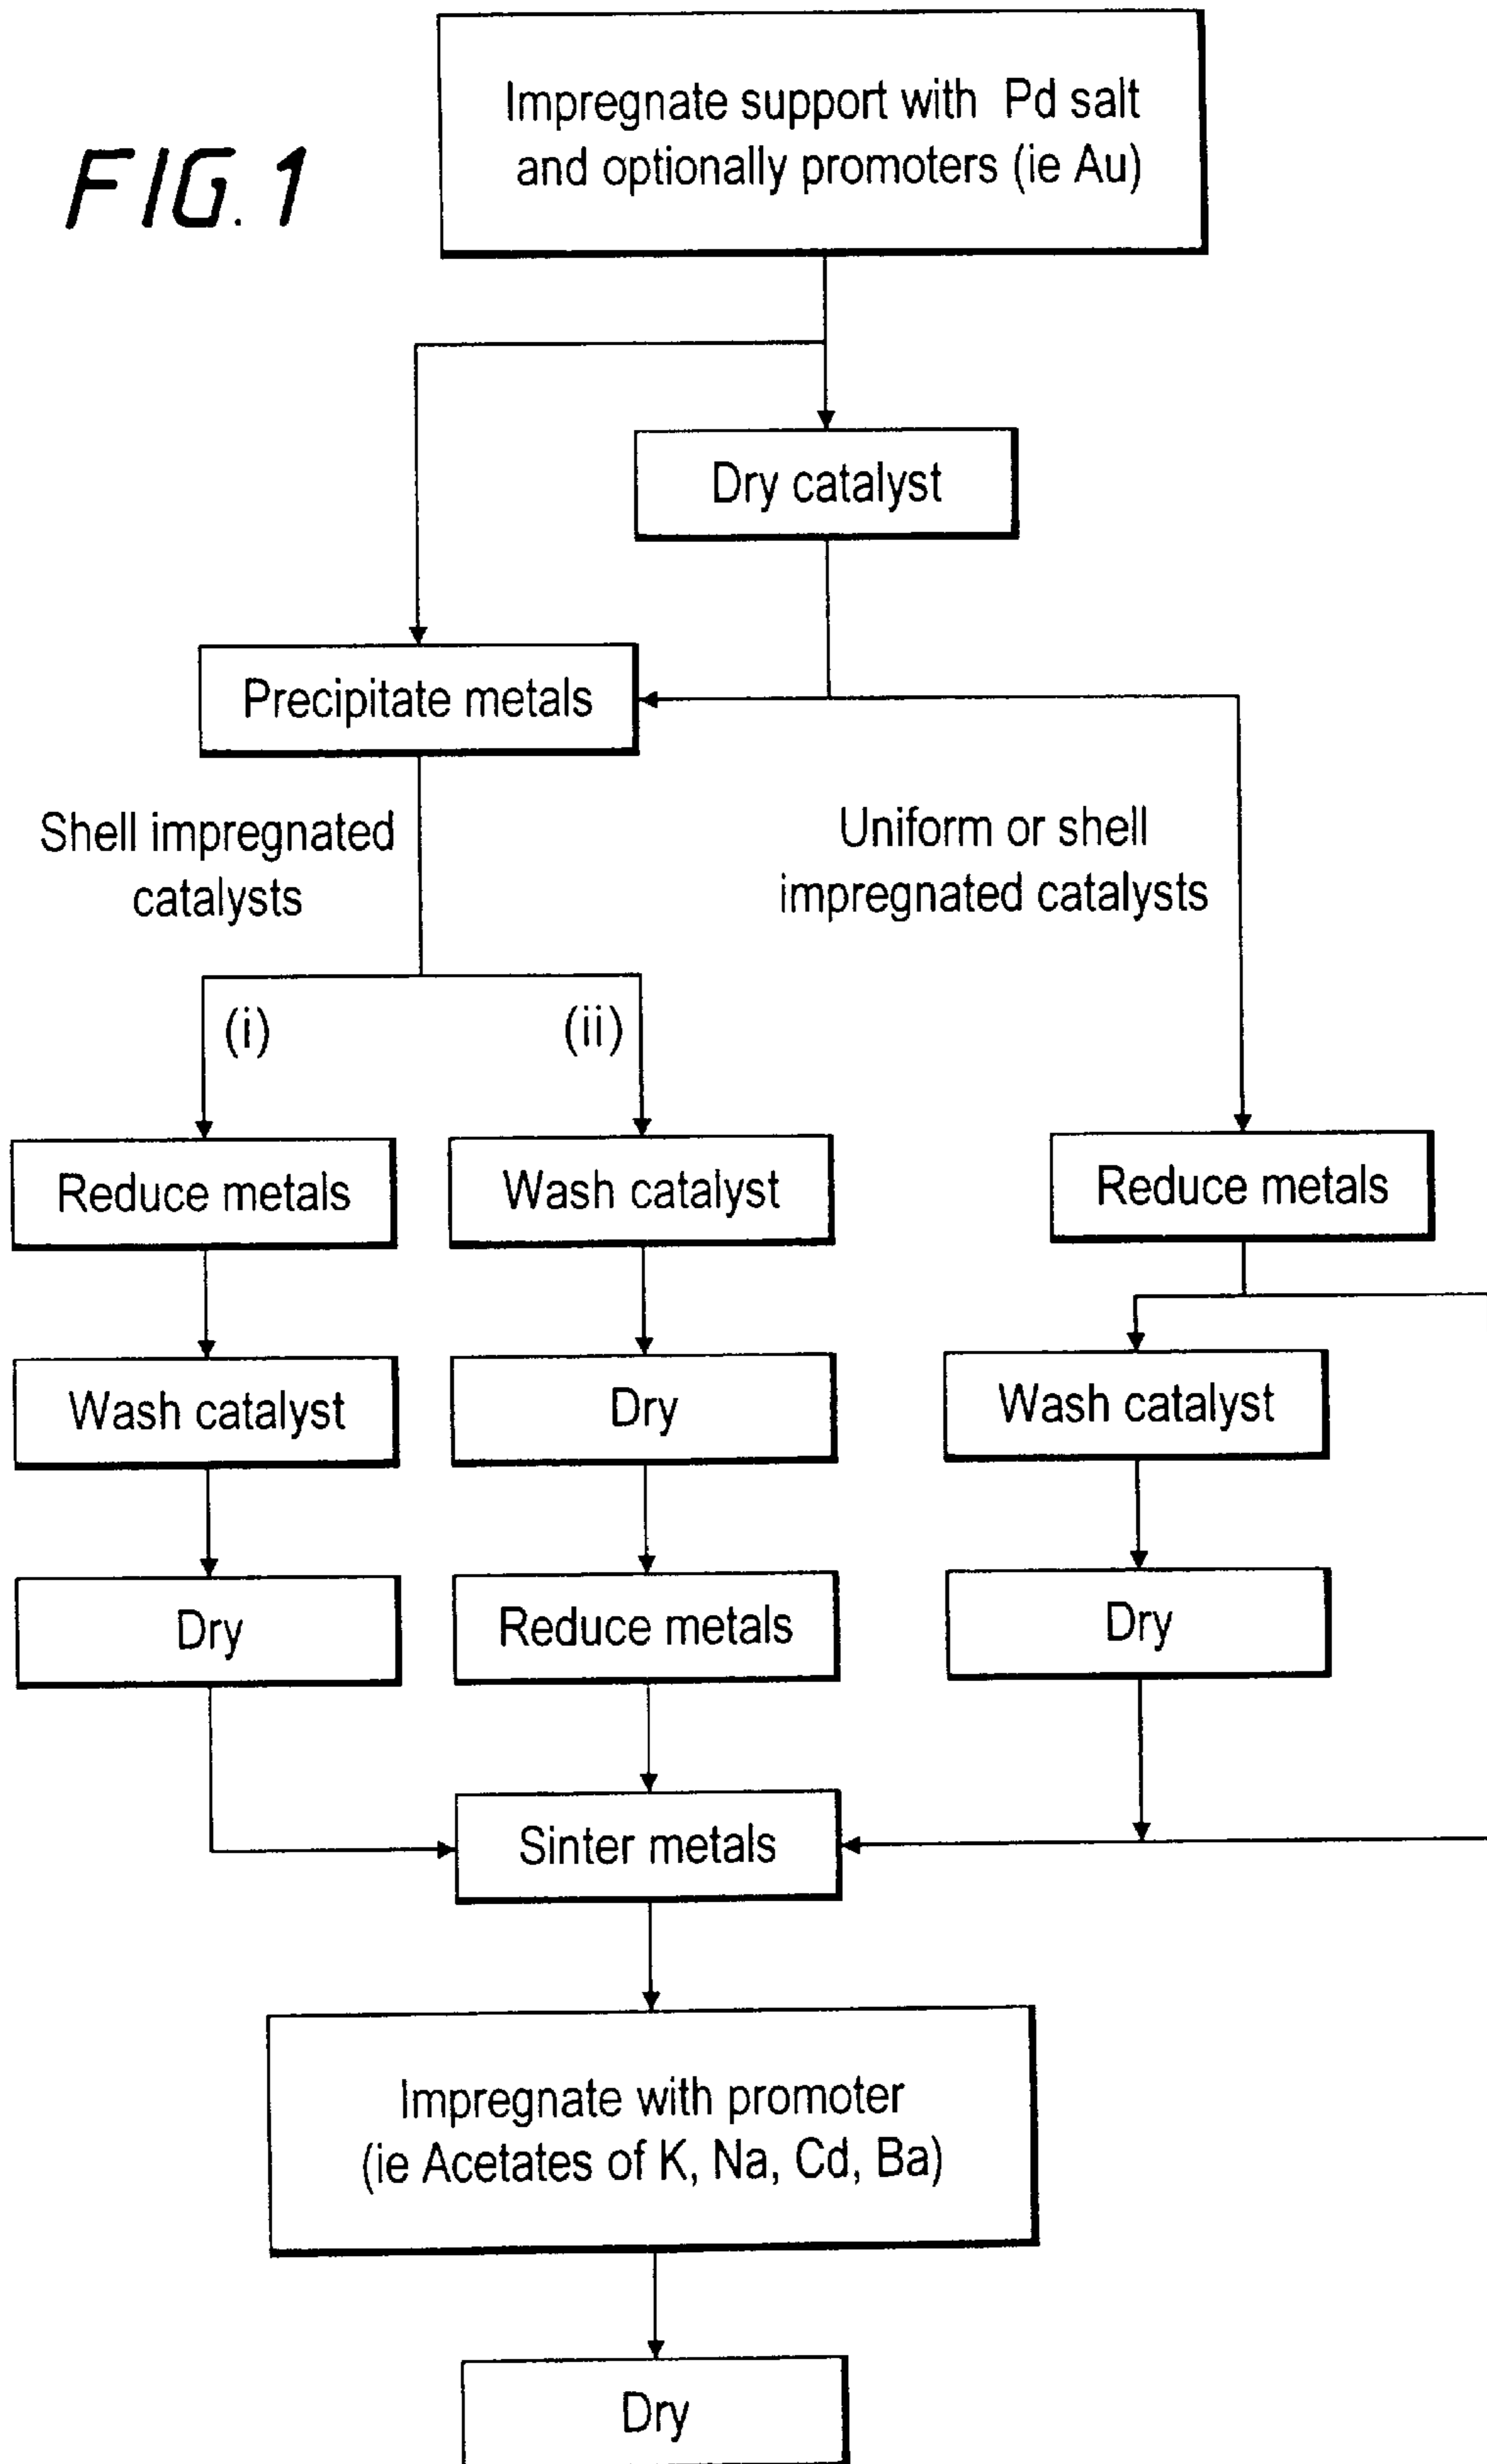 FIG. 1
Impregnate support with Pd salt
and optionally promoters (ie Au)
Dry catalyst
Precipitate metals
Shell impregnated
catalysts
Uniform or shell
impregnated catalysts
(i)
(ii)
Reduce metals
Wash catalyst
Reduce metals
Wash catalyst
Dry
Wash catalyst
Dry
Reduce metals
Dry
Sinter metals
Impregnate with promoter
(ie Acetates of K, Na, Cd, Ba)
Dry